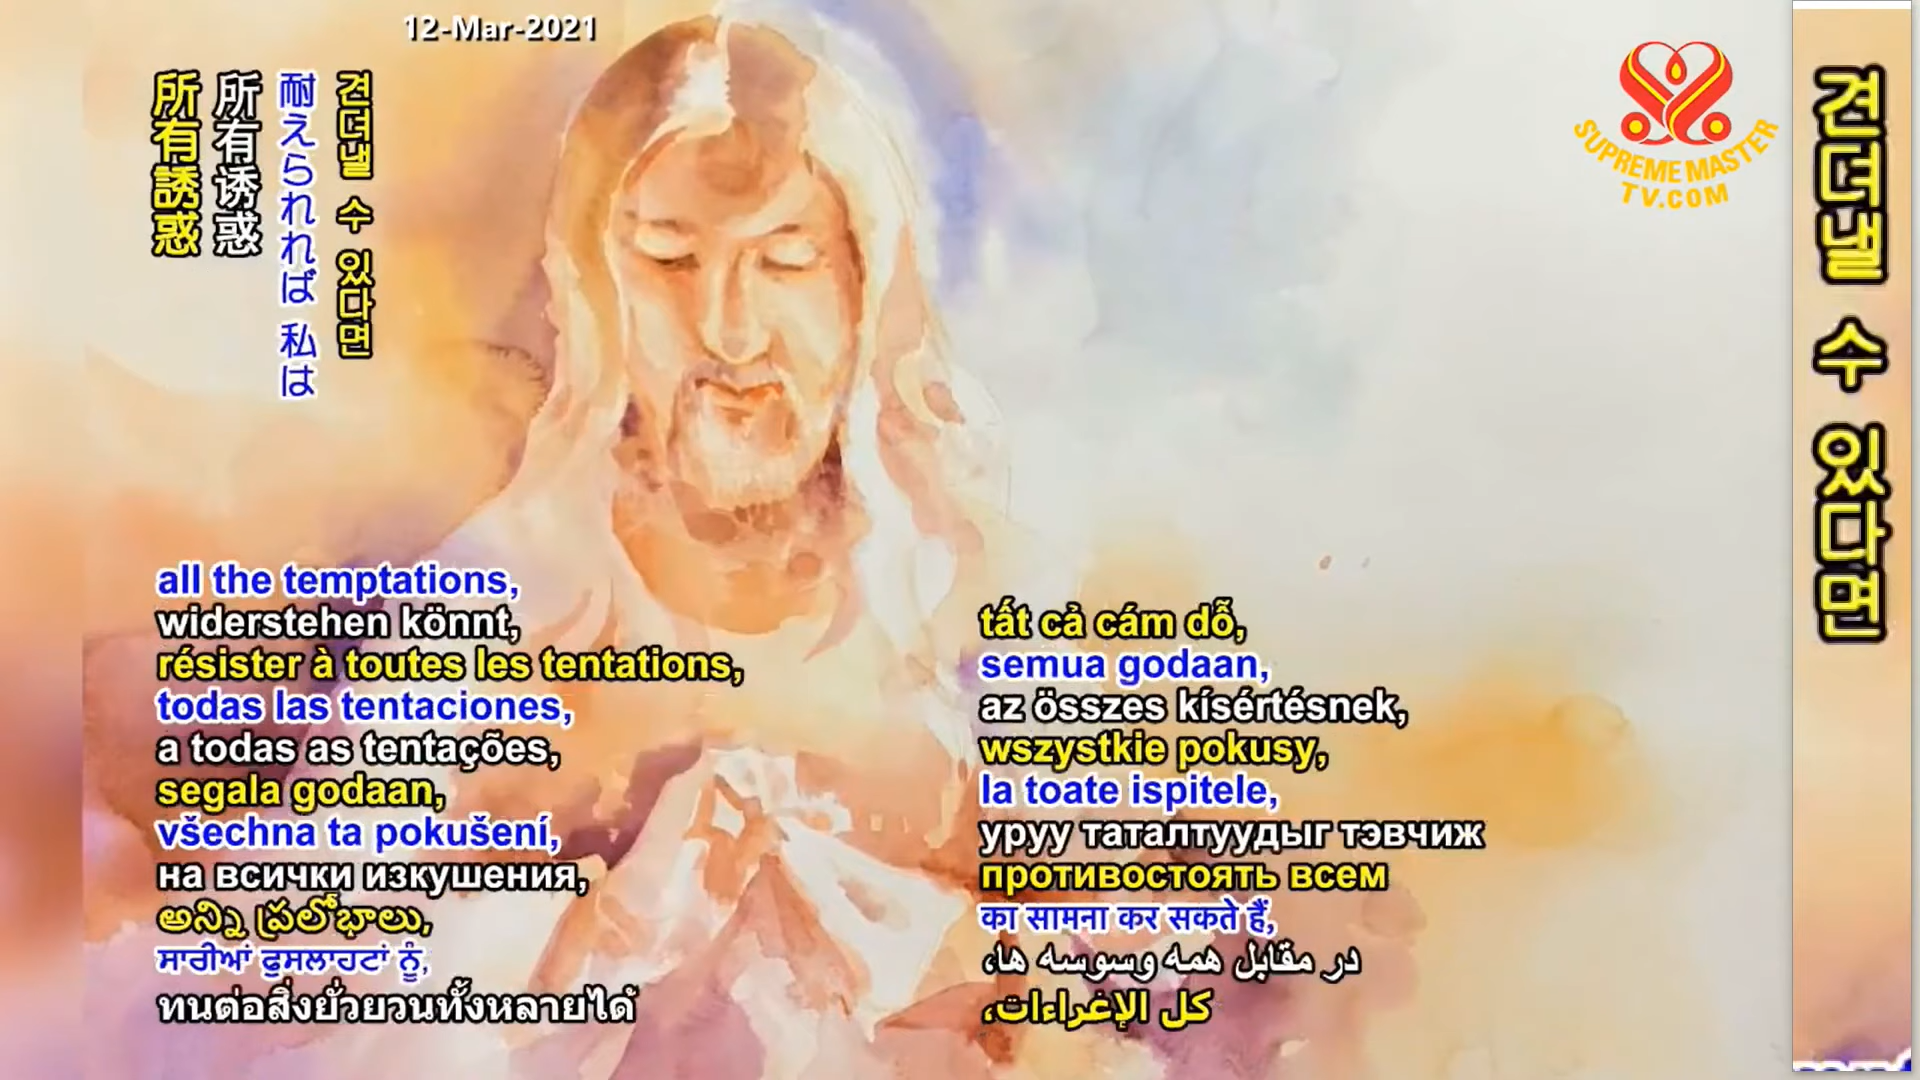 12-Mar-2021
SUPREME MASTER
TV.COM
견뎌낼 수 있다면
耐えられれば 私は
所有诱惑
所有誘惑
all the temptations,
widerstehen könnt,
résister à toutes les tentations,
todas las tentaciones,
a todas as tentações,
segala godaan,
všechna ta pokušení,
на всички изкушения,
అన్ని ప్రలోభాలు,
ਸਾਰੀਆਂ ਫੁਸਲਾਹਟਾਂ ਨੂੰ,
ทนต่อสิ่งยั่วยวนทั้งหลายได้
tất cả cám dỗ,
semua godaan,
az összes kísértésnek,
wszystkie pokusy,
la toate ispitele,
уруу таталтуудыг тэвчиж
противостоять всем
का सामना कर सकते हैं,
در مقابل همه وسوسه ها،
كل الإغراءات،
견뎌낼 수 있다면